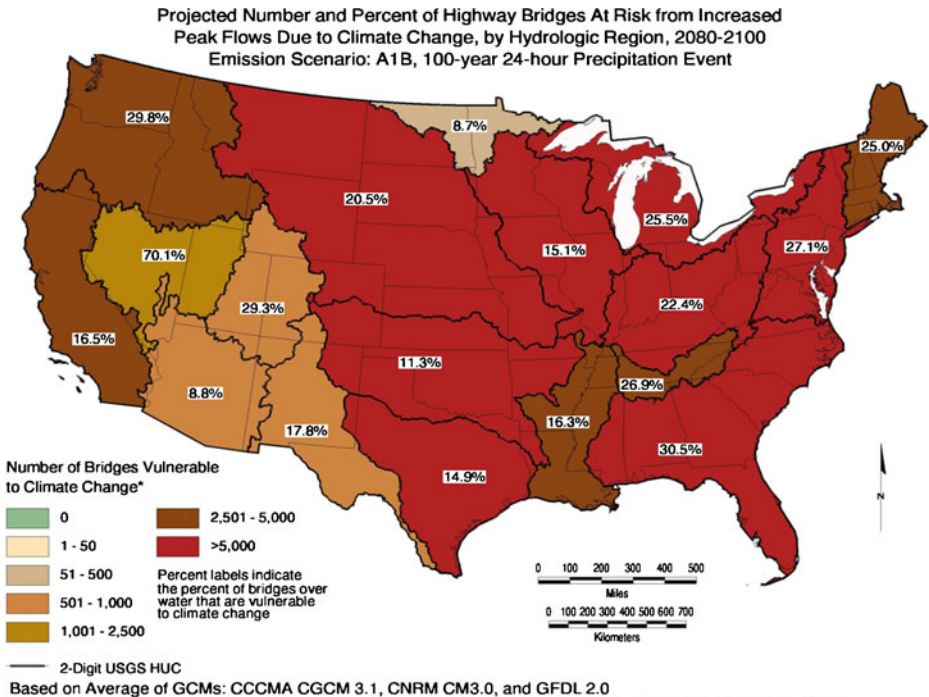 Projected Number and Percent of Highway Bridges At Risk from Increased
Peak Flows Due to Climate Change, by Hydrologic Region, 2080-2100
Emission Scenario: A1B, 100-year 24-hour Precipitation Event
29.8%
8.7%
25.0%
20.5%
25.5%
15.1%
27.1%
70.1%
22.4%
29.3%
16.5%
11.3%
26.9%
8.8%
16.3%
17.8%
30.5%
14.9%
Number of Bridges Vulnerable
to Climate Change*
0
1 - 50
51 - 500
501 - 1,000
1,001 - 2,500
2,501 - 5,000
>5,000
Percent labels indicate
the percent of bridges over
water that are vulnerable
to climate change
N
0 100 200 300 400 500
Miles
0 100 200 300 400 500 600 700
Kilometers
2-Digit USGS HUC
Based on Average of GCMs: CCCMA CGCM 3.1, CNRM CM3.0, and GFDL 2.0